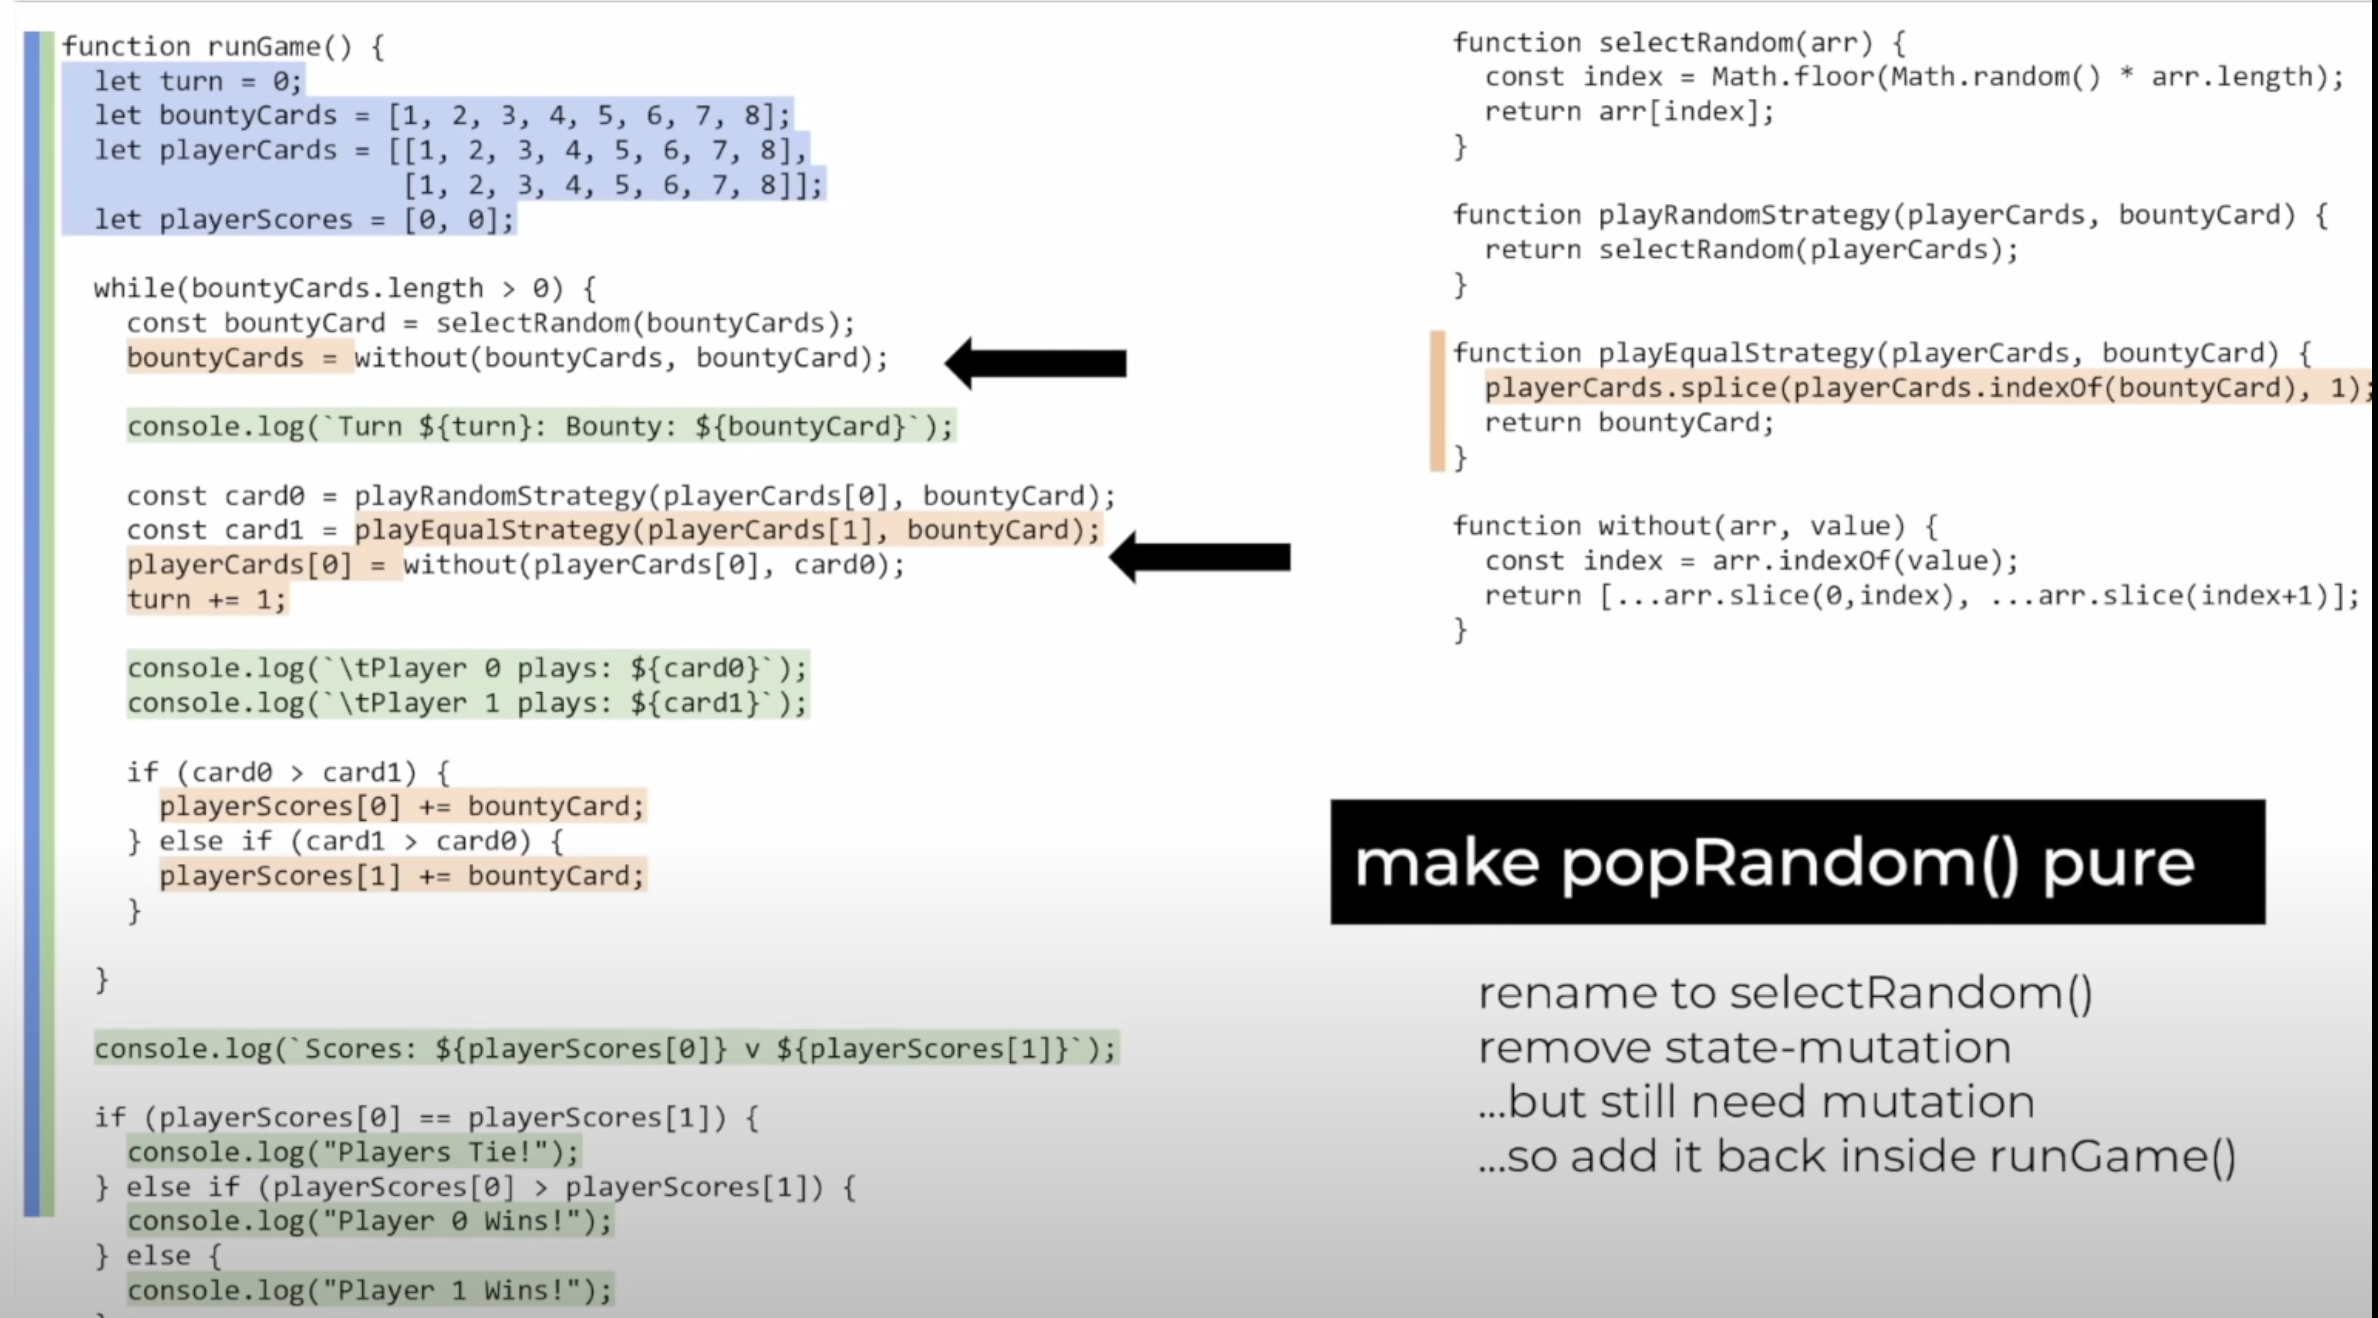 function runGame() {
  let turn = 0;
  let bountyCards = [1, 2, 3, 4, 5, 6, 7, 8];
  let playerCards = [[1, 2, 3, 4, 5, 6, 7, 8],
                     [1, 2, 3, 4, 5, 6, 7, 8]];
  let playerScores = [0, 0];

  while(bountyCards.length > 0) {
    const bountyCard = selectRandom(bountyCards);
    bountyCards = without(bountyCards, bountyCard);

    console.log(`Turn ${turn}: Bounty: ${bountyCard}`);

    const card0 = playRandomStrategy(playerCards[0], bountyCard);
    const card1 = playEqualStrategy(playerCards[1], bountyCard);
    playerCards[0] = without(playerCards[0], card0);
    turn += 1;

    console.log(`\tPlayer 0 plays: ${card0}`);
    console.log(`\tPlayer 1 plays: ${card1}`);

    if (card0 > card1) {
      playerScores[0] += bountyCard;
    } else if (card1 > card0) {
      playerScores[1] += bountyCard;
    }

  }

  console.log(`Scores: ${playerScores[0]} v ${playerScores[1]}`);

  if (playerScores[0] == playerScores[1]) {
    console.log("Players Tie!");
  } else if (playerScores[0] > playerScores[1]) {
    console.log("Player 0 Wins!");
  } else {
    console.log("Player 1 Wins!");

function selectRandom(arr) {
  const index = Math.floor(Math.random() * arr.length);
  return arr[index];
}

function playRandomStrategy(playerCards, bountyCard) {
  return selectRandom(playerCards);
}

function playEqualStrategy(playerCards, bountyCard) {
  playerCards.splice(playerCards.indexOf(bountyCard), 1);
  return bountyCard;
}

function without(arr, value) {
  const index = arr.indexOf(value);
  return [...arr.slice(0,index), ...arr.slice(index+1)];
}

make popRandom() pure
rename to selectRandom()
remove state-mutation
...but still need mutation
...so add it back inside runGame()